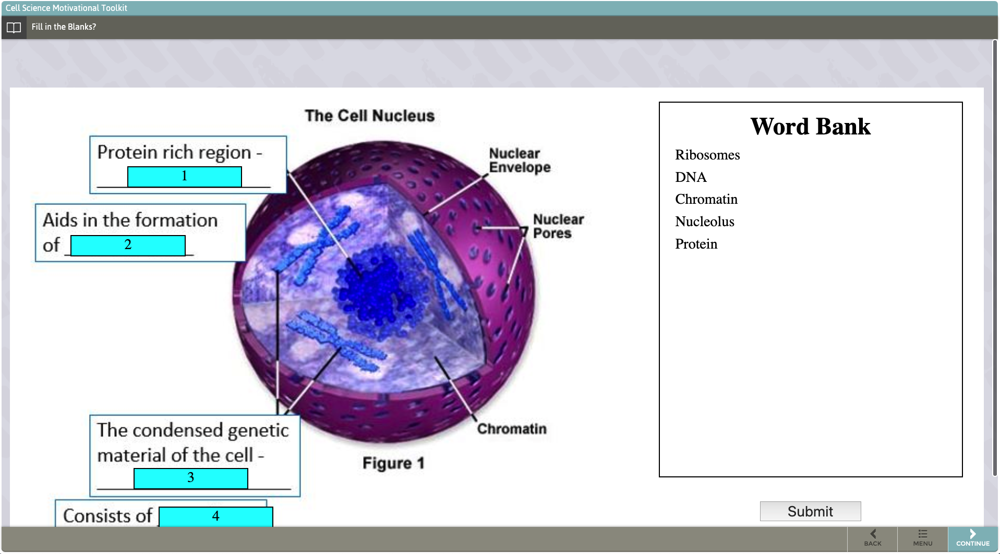 Cell Science Motivational Toolkit
Fill in the Blanks?
The Cell Nucleus
Protein rich region -
1
Aids in the formation
of 2
Nuclear
Envelope
Nuclear
Pores
The condensed genetic
material of the cell -
3
Consists of 4
Chromatin
Figure 1
Word Bank
Ribosomes
DNA
Chromatin
Nucleolus
Protein
Submit
BACK
MENU
CONTINUE